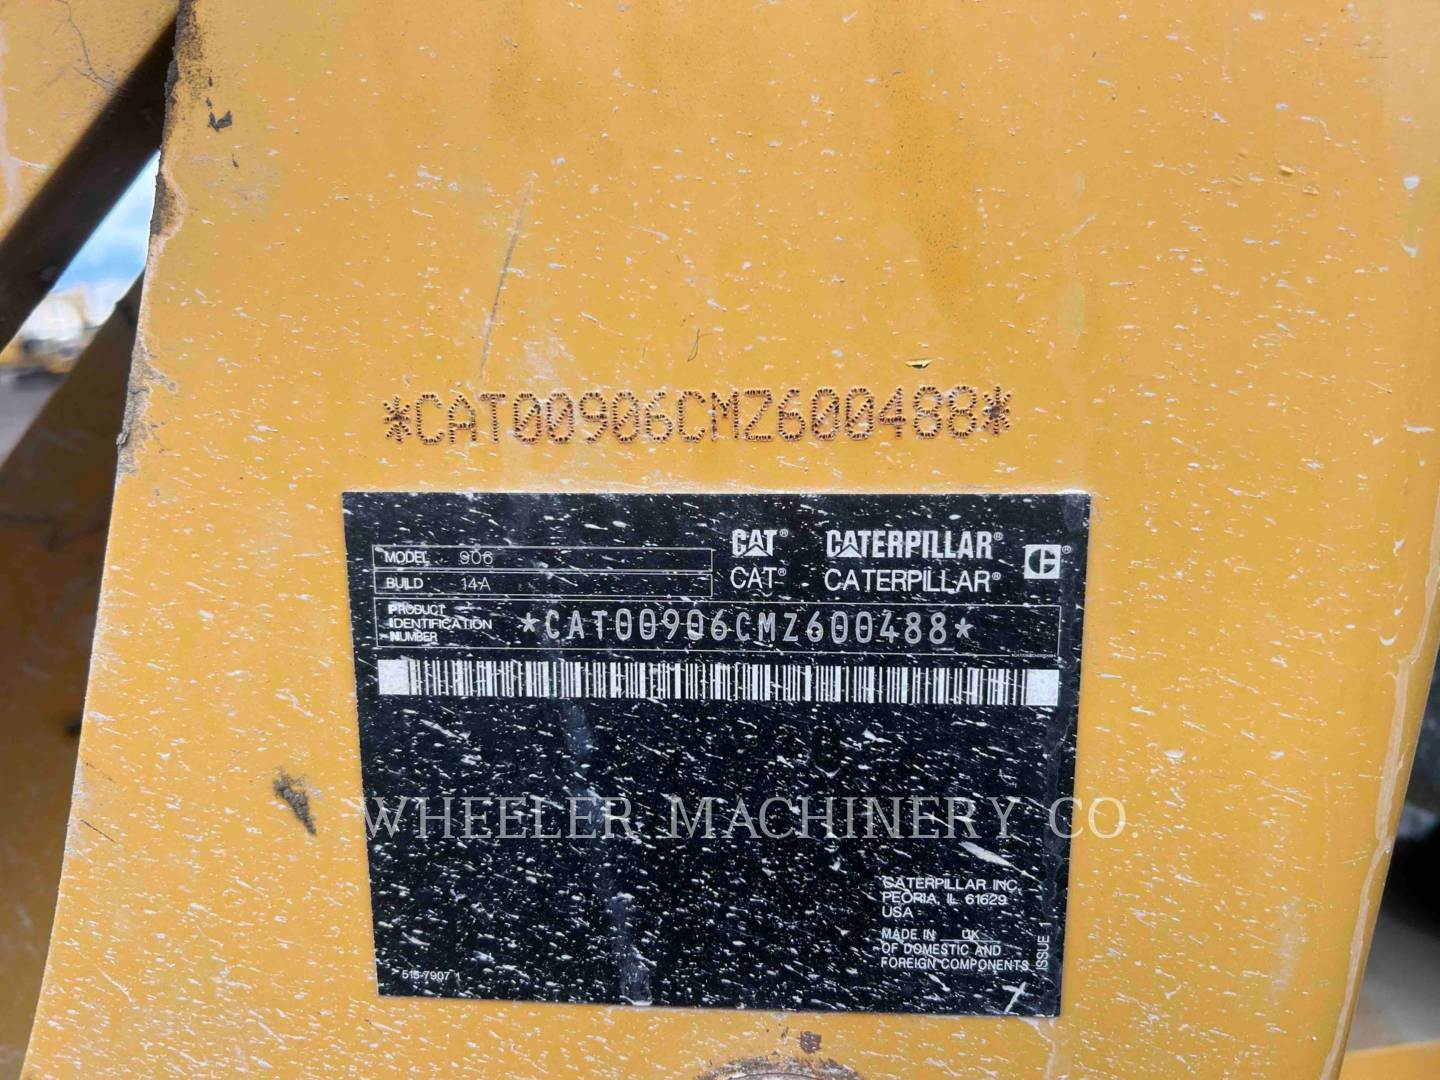 *CAT00906CMZ600488*
MODEL 906
BUILD 14A
CAT® CATERPILLAR®
CAT® CATERPILLAR®
PRODUCT
IDENTIFICATION
NUMBER
*CAT00906CMZ600488*
WHEELER MACHINERY CO.
CATERPILLAR INC.
PEORIA, IL 61629
USA
MADE IN UK
OF DOMESTIC AND
FOREIGN COMPONENTS
ISSUE 1
515-7907 1